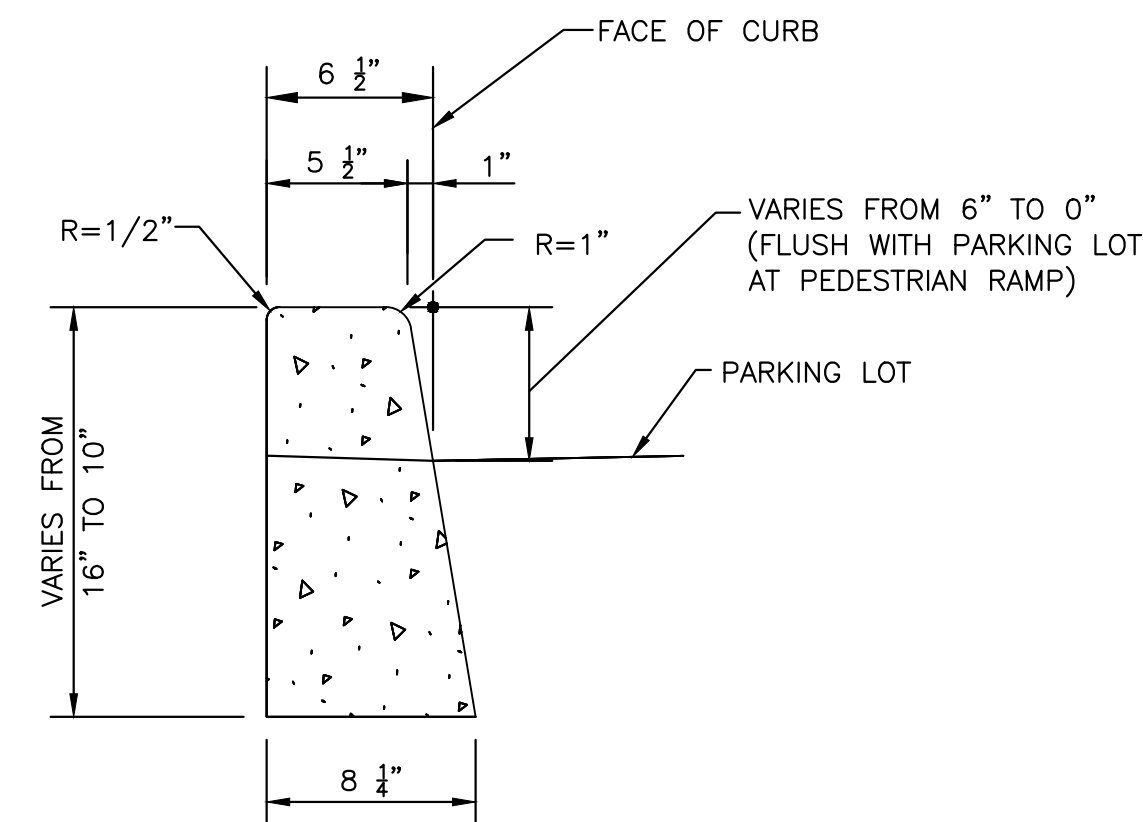 FACE OF CURB
6 1/2”
5 1/2”
1”
R=1/2”
R=1”
VARIES FROM 6” TO 0”
(FLUSH WITH PARKING LOT
AT PEDESTRIAN RAMP)
PARKING LOT
VARIES FROM
16” TO 10”
8 1/4”